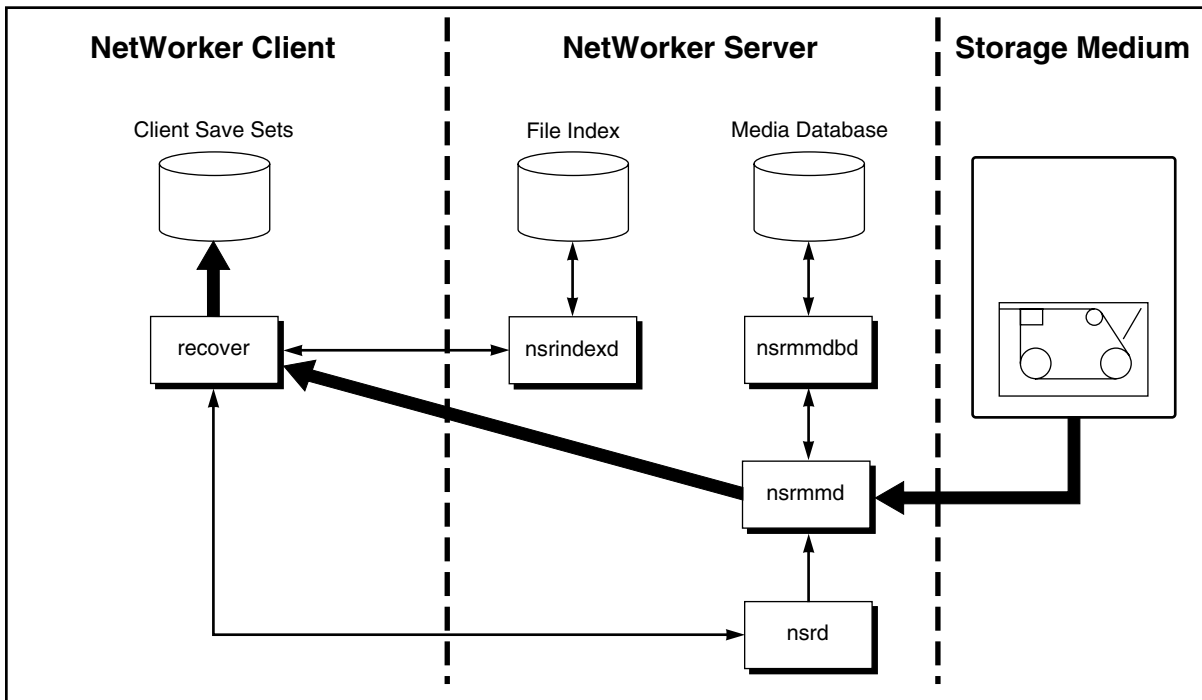 NetWorker Client
NetWorker Server
Storage Medium
Client Save Sets
File Index
Media Database
recover
nsrindexd
nsrmmdbd
nsrmmd
nsrd